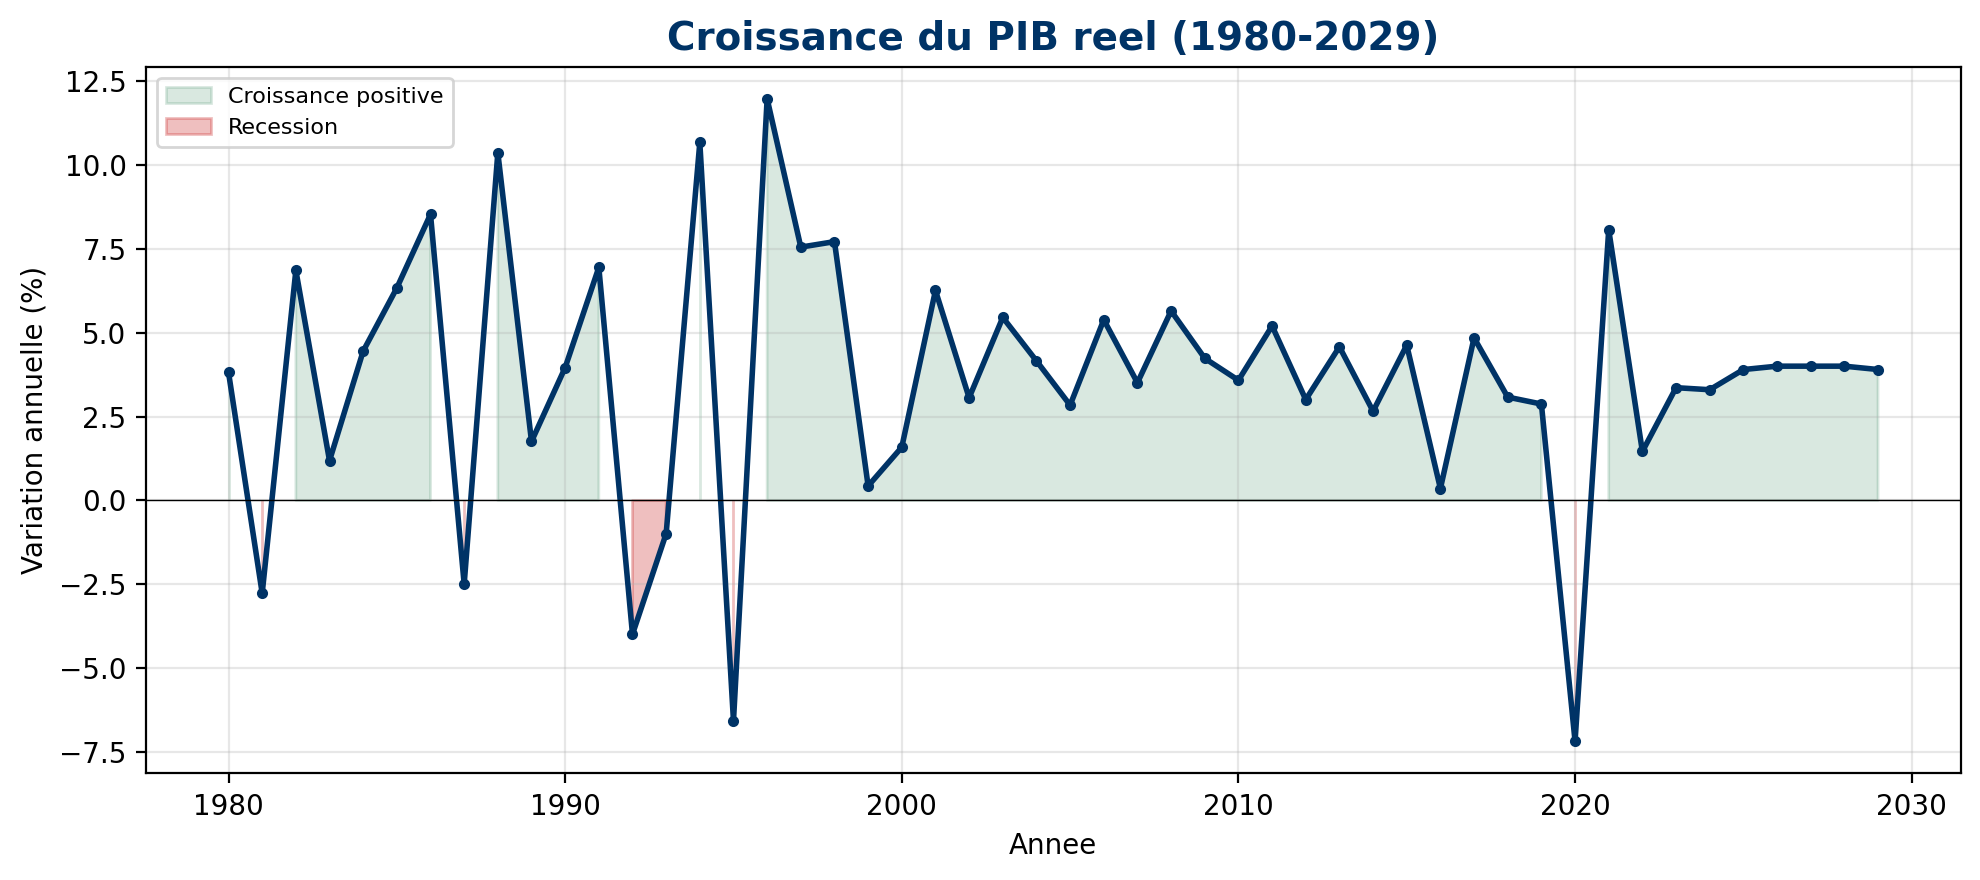 Croissance du PIB reel (1980-2029)
Croissance positive
Recession
Variation annuelle (%)
12.5
10.0
7.5
5.0
2.5
0.0
−2.5
−5.0
−7.5
1980 1990 2000 2010 2020 2030
Annee